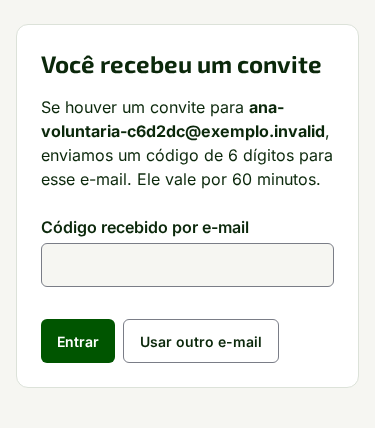 Você recebeu um convite
Se houver um convite para ana-
voluntaria-c6d2dc@exemplo.invalid,
enviamos um código de 6 dígitos para
esse e-mail. Ele vale por 60 minutos.
Código recebido por e-mail
Entrar
Usar outro e-mail